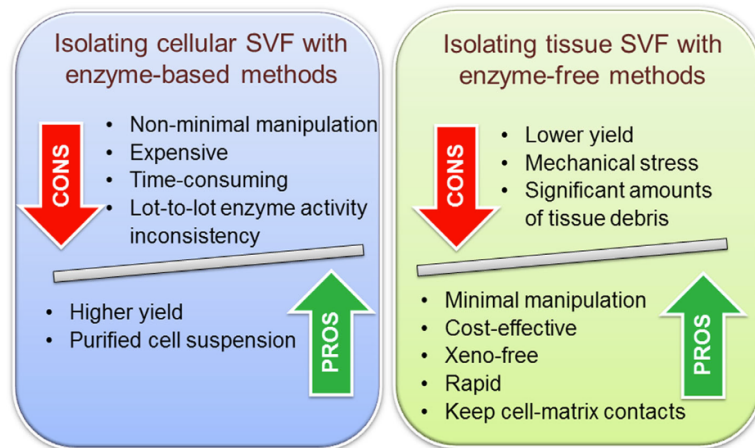 Isolating cellular SVF with
enzyme-based methods
CONS
• Non-minimal manipulation
• Expensive
• Time-consuming
• Lot-to-lot enzyme activity
inconsistency
• Higher yield
• Purified cell suspension
PROS
Isolating tissue SVF with
enzyme-free methods
CONS
• Lower yield
• Mechanical stress
• Significant amounts
of tissue debris
• Minimal manipulation
• Cost-effective
• Xeno-free
• Rapid
• Keep cell-matrix contacts
PROS